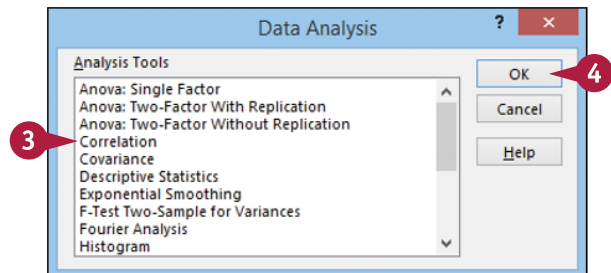 Data Analysis
?
×
Analysis Tools
Anova: Single Factor
Anova: Two-Factor With Replication
Anova: Two-Factor Without Replication
Correlation
Covariance
Descriptive Statistics
Exponential Smoothing
F-Test Two-Sample for Variances
Fourier Analysis
Histogram
OK
Cancel
Help
3
4